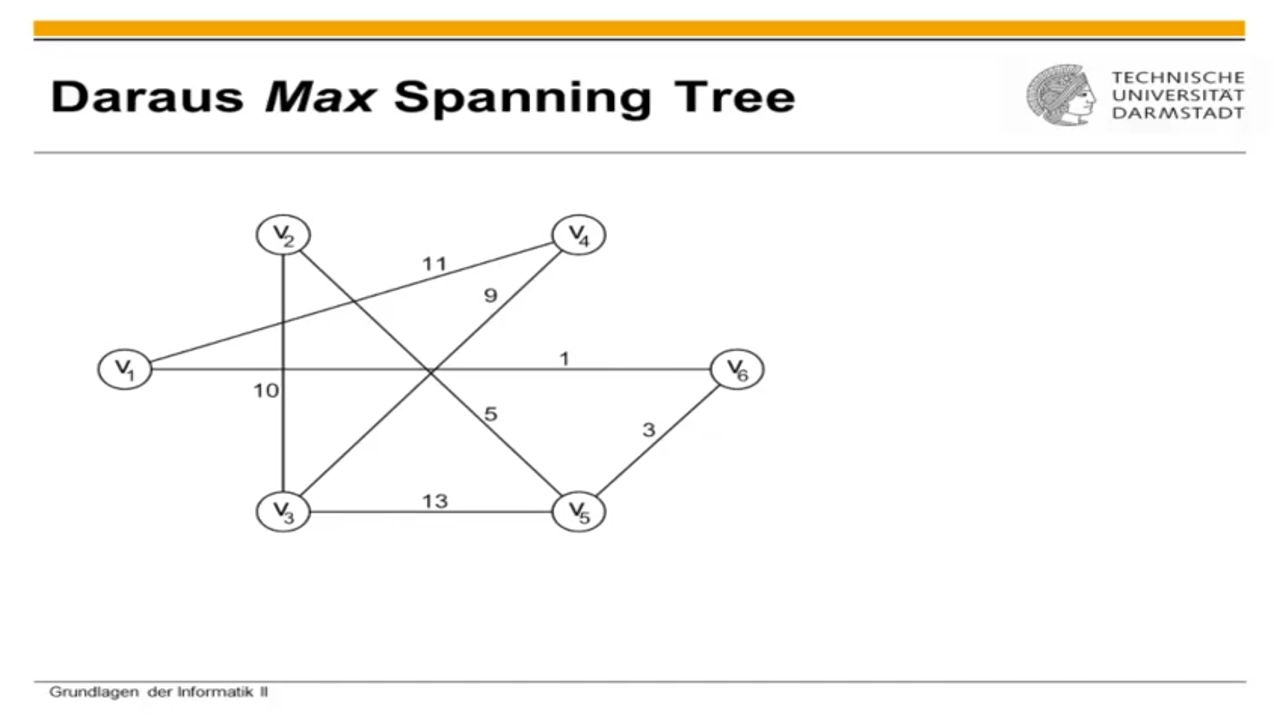 Daraus Max Spanning Tree
TECHNISCHE
UNIVERSITÄT
DARMSTADT
V2
V4
11
9
V1
1
V6
10
5
3
13
V3
V5
Grundlagen der Informatik II